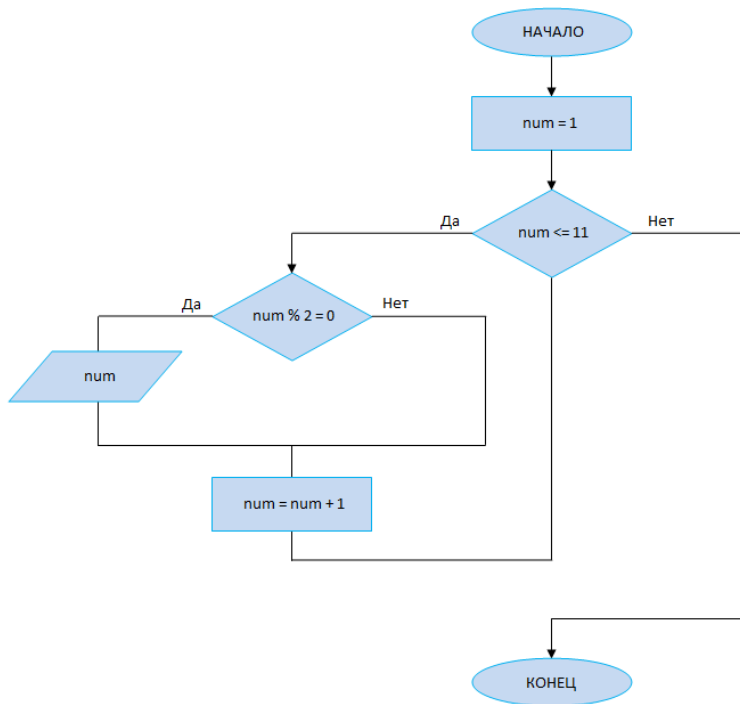 НАЧАЛО
num = 1
num <= 11
Да
Нет
num % 2 = 0
Да
Нет
num
num = num + 1
КОНЕЦ